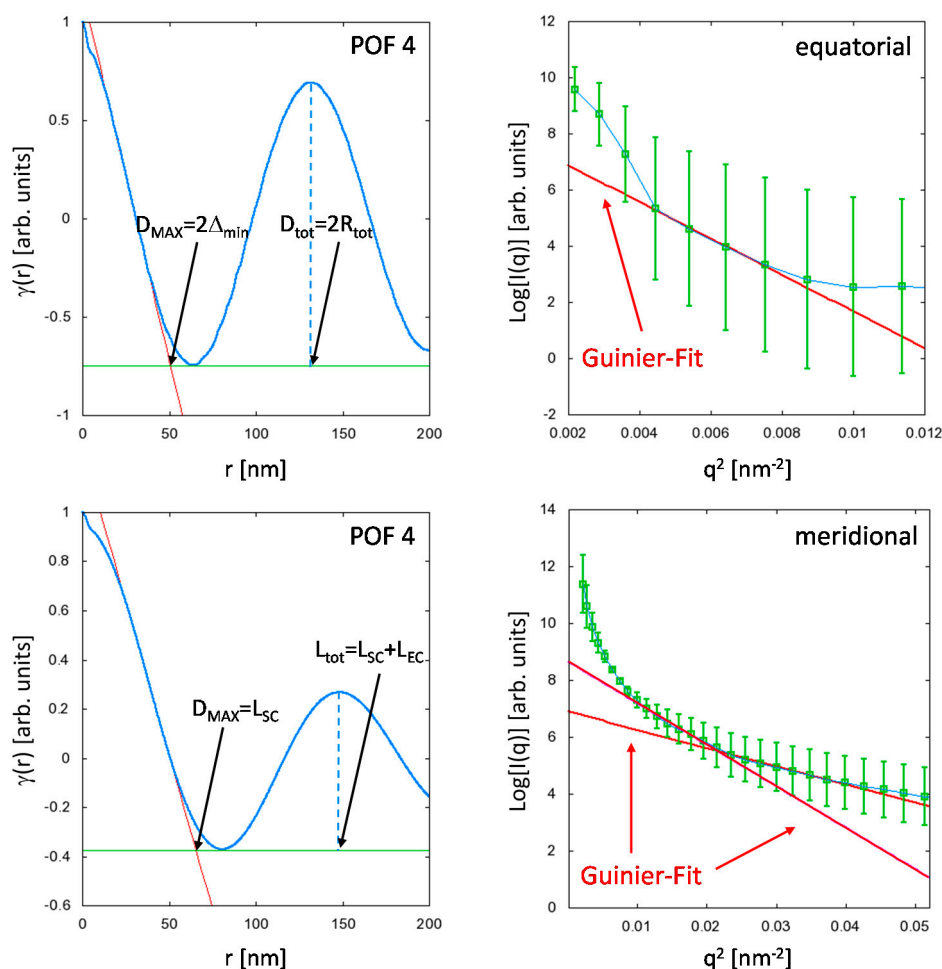 POF 4
1
0.5
0
-0.5
-1
γ(r) [arb. units]
D_MAX=2Δ_min
D_tot=2R_tot
0
50
100
150
200
r [nm]
equatorial
12
10
8
6
4
2
0
-2
Log[I(q)] [arb. units]
Guinier-Fit
0.002
0.004
0.006
0.008
0.01
0.012
q² [nm⁻²]
POF 4
1
0.8
0.6
0.4
0.2
0
-0.2
-0.4
-0.6
γ(r) [arb. units]
L_tot=L_SC+L_EC
D_MAX=L_SC
0
50
100
150
200
r [nm]
meridional
14
12
10
8
6
4
2
0
Log[I(q)] [arb. units]
Guinier-Fit
0.01
0.02
0.03
0.04
0.05
q² [nm⁻²]